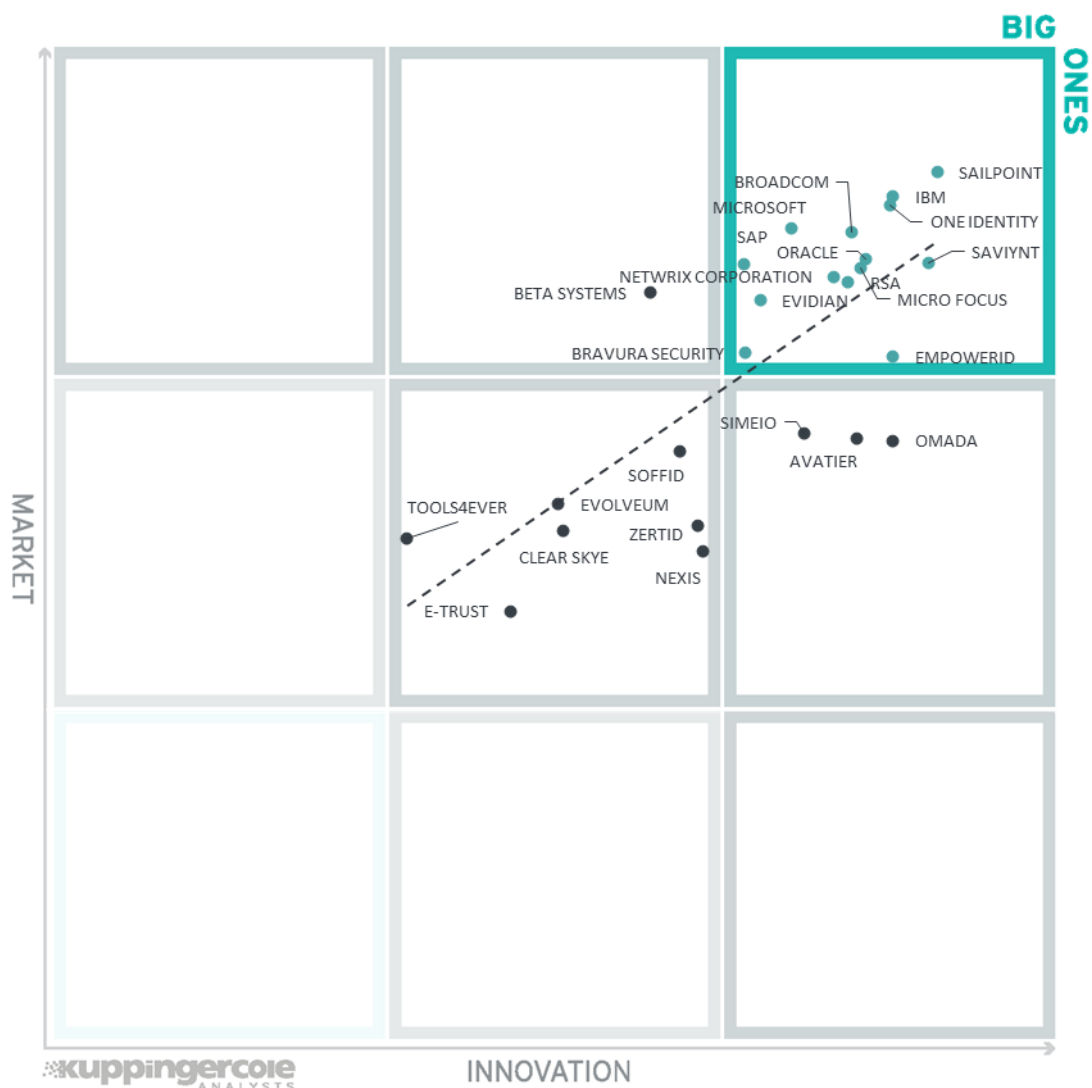 BIG
ONES
SAILPOINT
BROADCOM
IBM
MICROSOFT
ONE IDENTITY
SAP
ORACLE
SAVIYNT
NETWRIX CORPORATION
RSA
BETA SYSTEMS
EVIDIAN
MICRO FOCUS
BRAVURA SECURITY
EMPOWERID
SIMEIO
OMADA
AVATIER
SOFFID
TOOLS4EVER
EVOLVEUM
ZERTID
CLEAR SKYE
NEXIS
E-TRUST
MARKET
kuppingercole
ANALYSTS
INNOVATION